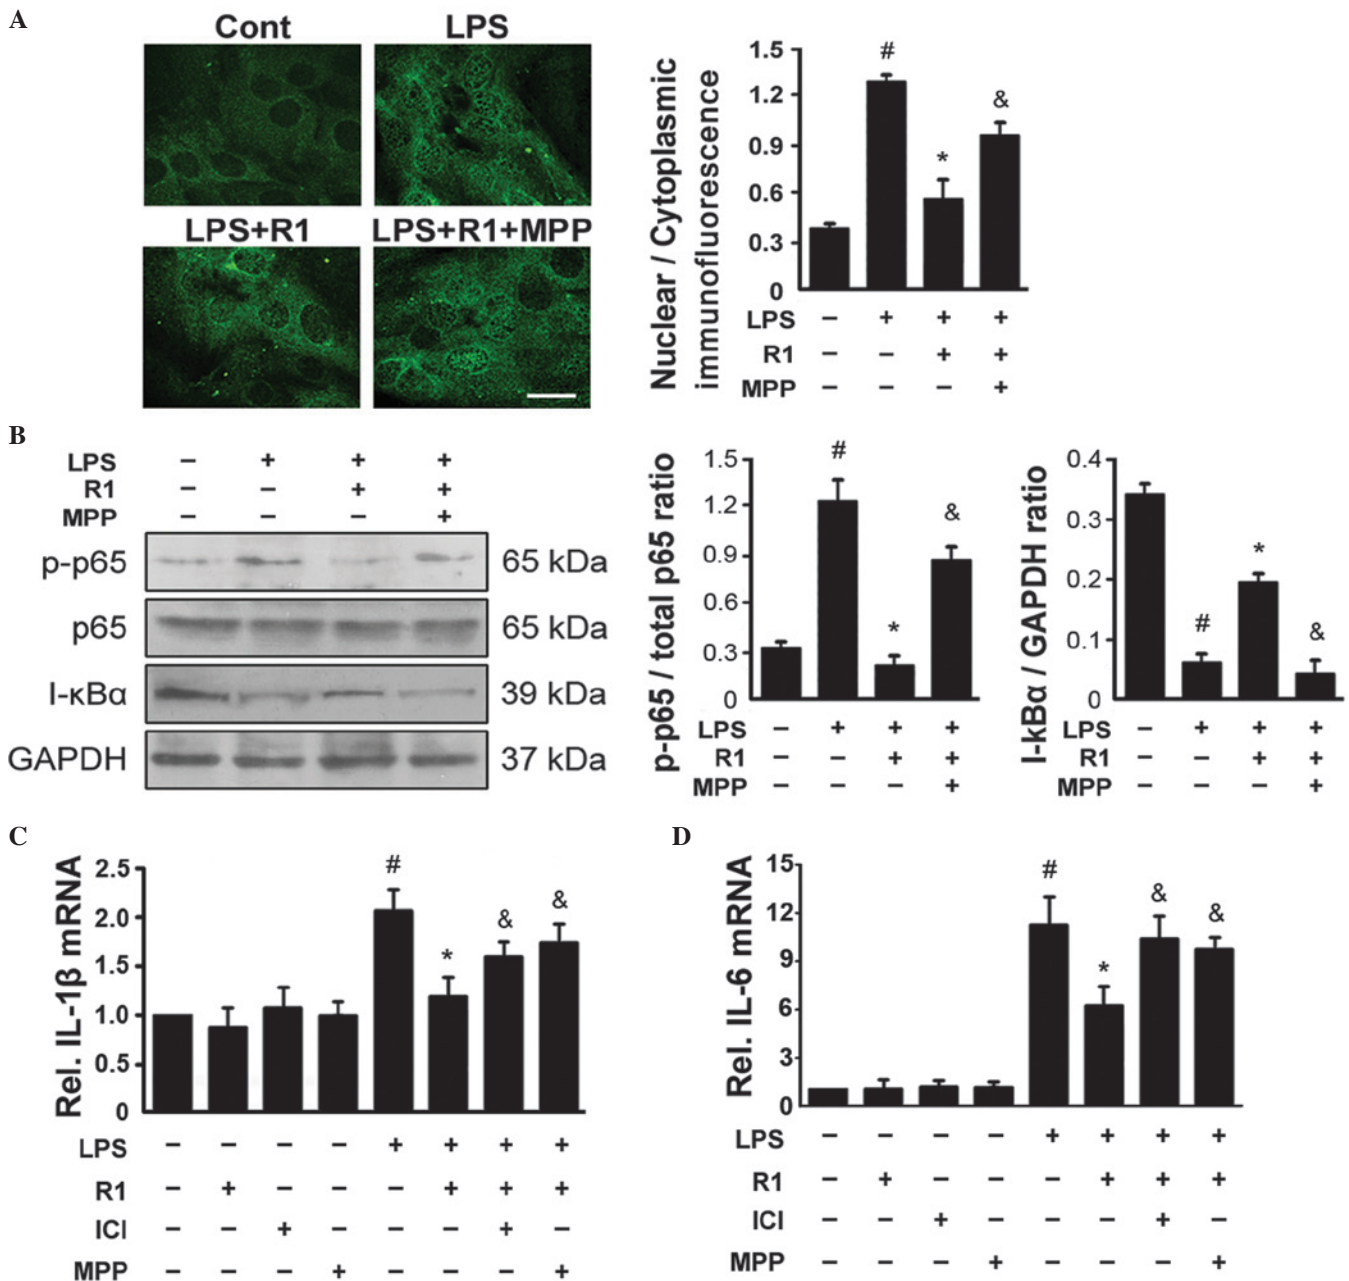 A
Cont LPS
LPS+R1 LPS+R1+MPP
Nuclear / Cytoplasmic
immunofluorescence
1.5
1.2
0.9
0.6
0.3
0
# * &
LPS – + + +
R1 – – + +
MPP – – – +
B
LPS – + + +
R1 – – + +
MPP – – – +
p-p65 65 kDa
p65 65 kDa
I-κBα 39 kDa
GAPDH 37 kDa
p-p65 / total p65 ratio
1.5
1.2
0.9
0.6
0.3
0
# * &
LPS – + + +
R1 – – + +
MPP – – – +
I-kBα / GAPDH ratio
0.4
0.3
0.2
0.1
0
# * &
LPS – + + +
R1 – – + +
MPP – – – +
C
Rel. IL-1β mRNA
2.5
2.0
1.5
1.0
0.5
0
# * & &
LPS – – – – + + + +
R1 – + – – – + + +
ICI – – + – – – + –
MPP – – – + – – – +
D
Rel. IL-6 mRNA
15
12
9
6
3
0
# * & &
LPS – – – – + + + +
R1 – + – – – + + +
ICI – – + – – – + –
MPP – – – + – – – +